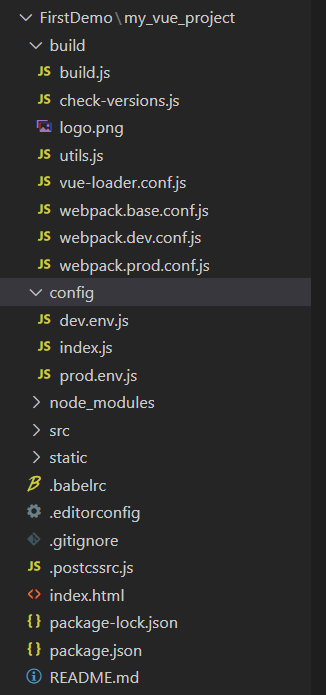 FirstDemo\my_vue_project
build
JS build.js
JS check-versions.js
logo.png
JS utils.js
JS vue-loader.conf.js
JS webpack.base.conf.js
JS webpack.dev.conf.js
JS webpack.prod.conf.js
config
JS dev.env.js
JS index.js
JS prod.env.js
node_modules
src
static
.babelrc
.editorconfig
.gitignore
JS .postcssrc.js
<> index.html
{} package-lock.json
{} package.json
README.md